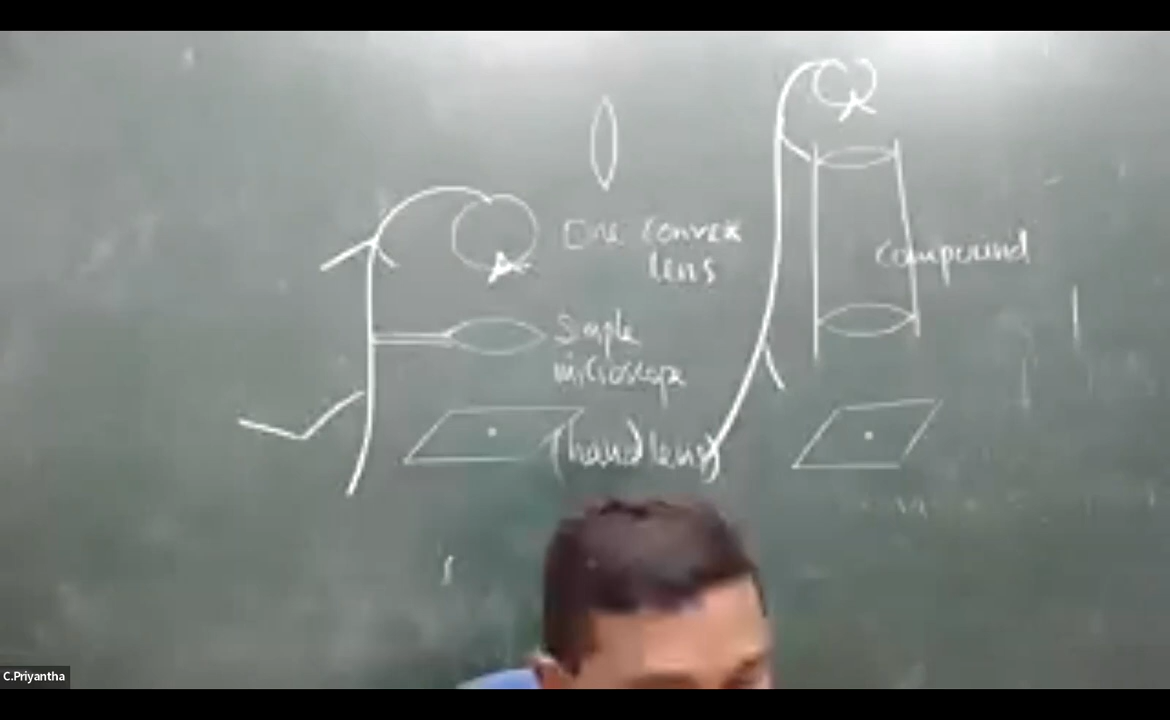 One convex
lens
Simple
microscope
(hand lens)
compound
C.Priyantha